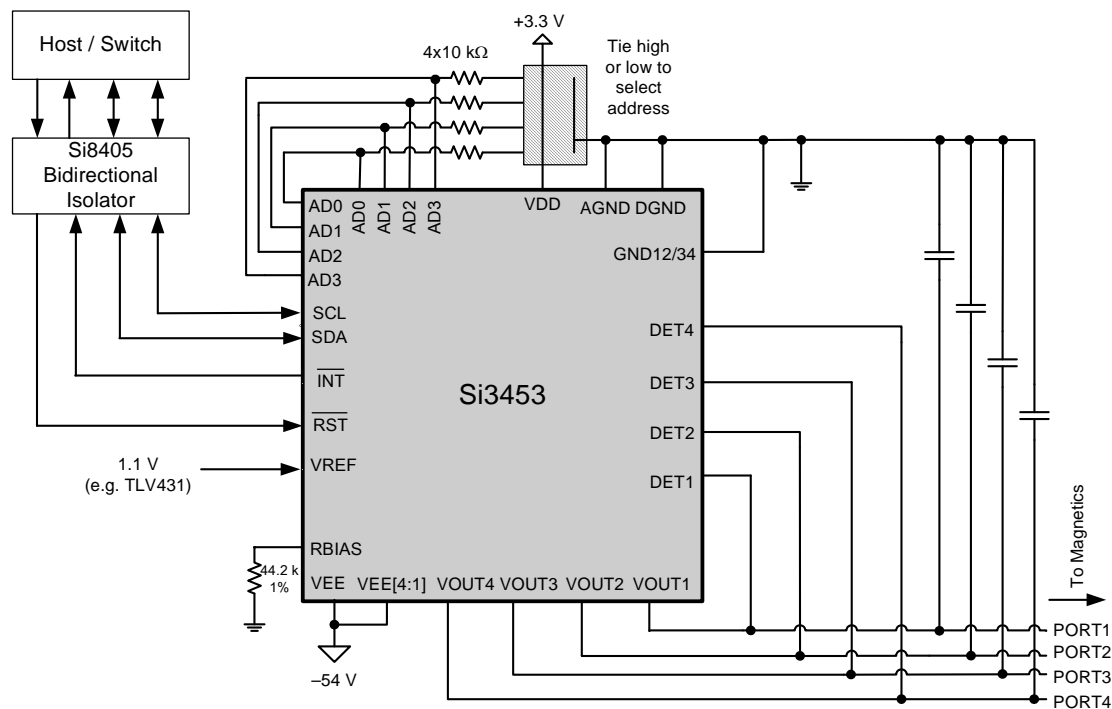 Host / Switch
Si8405
Bidirectional
Isolator
4x10 kΩ
+3.3 V
Tie high
or low to
select
address
AD0
AD1
AD2
AD3
AD0
AD1
AD2
AD3
VDD
AGND
DGND
GND12/34
SCL
SDA
INT
RST
VREF
1.1 V
(e.g. TLV431)
RBIAS
44.2 k
1%
Si3453
DET4
DET3
DET2
DET1
VEE
VEE[4:1]
VOUT4
VOUT3
VOUT2
VOUT1
–54 V
To Magnetics
PORT1
PORT2
PORT3
PORT4